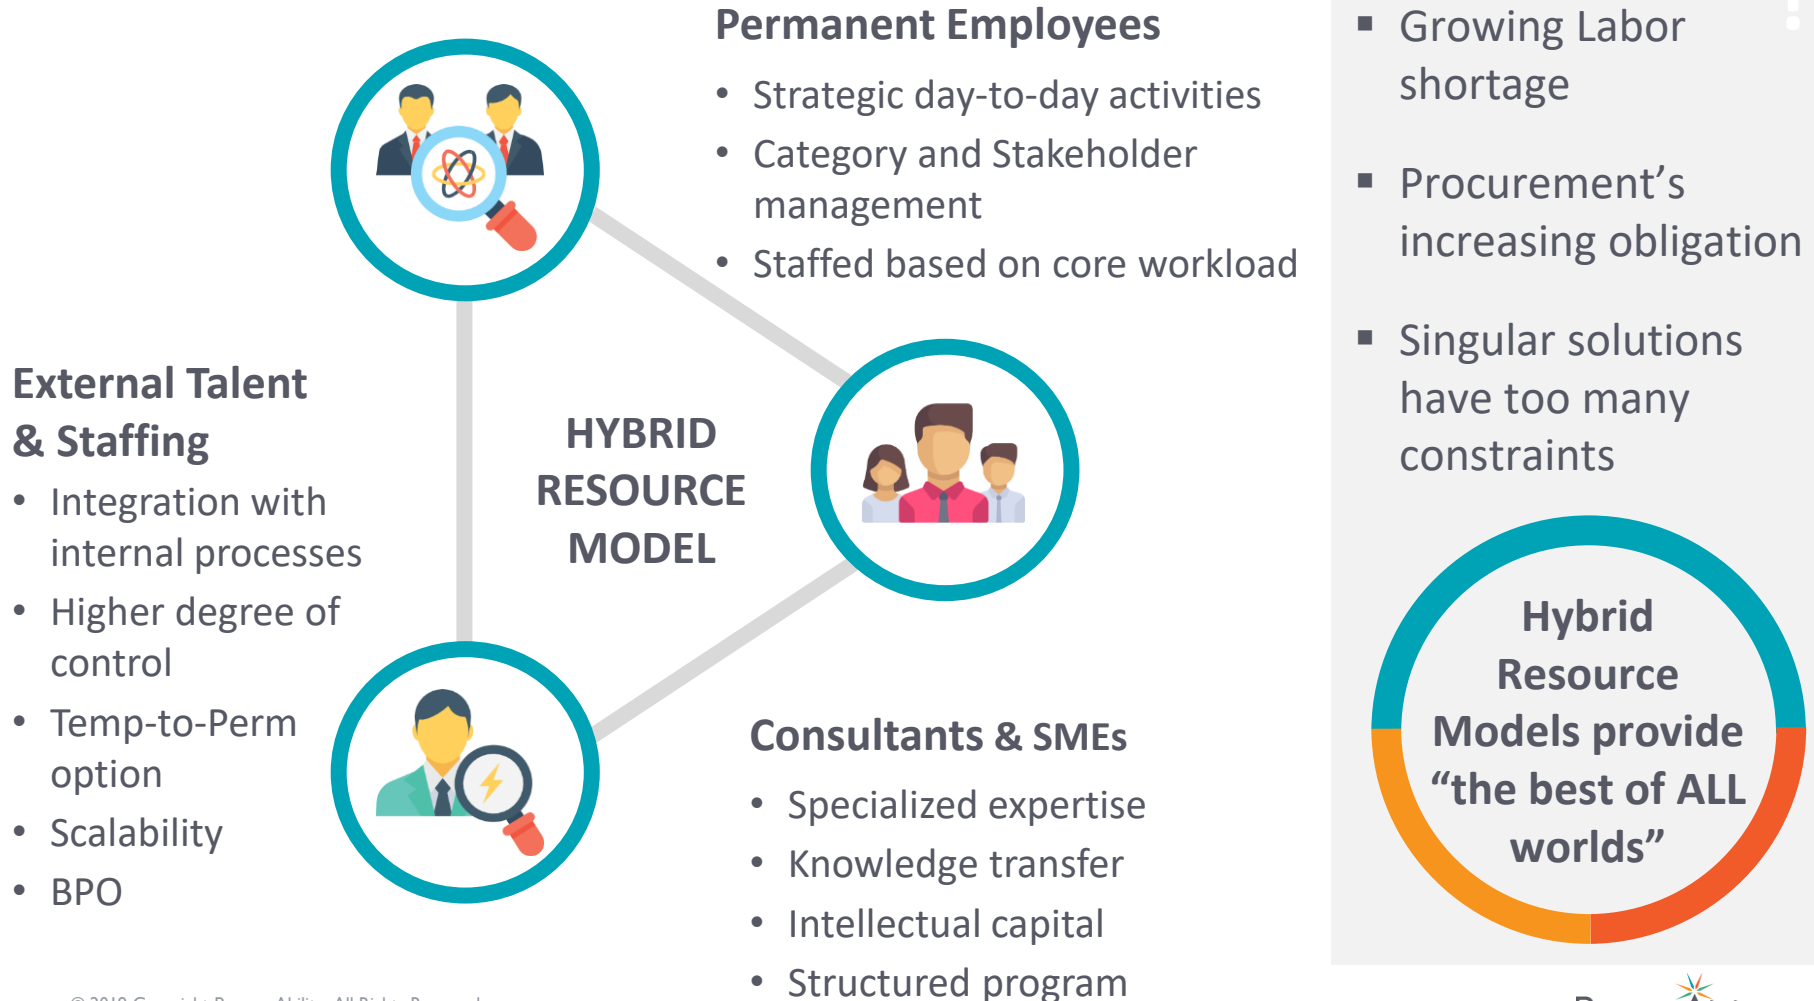 Permanent Employees
• Strategic day-to-day activities
• Category and Stakeholder
management
• Staffed based on core workload
External Talent
& Staffing
• Integration with
internal processes
• Higher degree of
control
• Temp-to-Perm
option
• Scalability
• BPO
HYBRID
RESOURCE
MODEL
Consultants & SMEs
• Specialized expertise
• Knowledge transfer
• Intellectual capital
• Structured program
▪ Growing Labor
shortage
▪ Procurement’s
increasing obligation
▪ Singular solutions
have too many
constraints
Hybrid
Resource
Models provide
“the best of ALL
worlds”